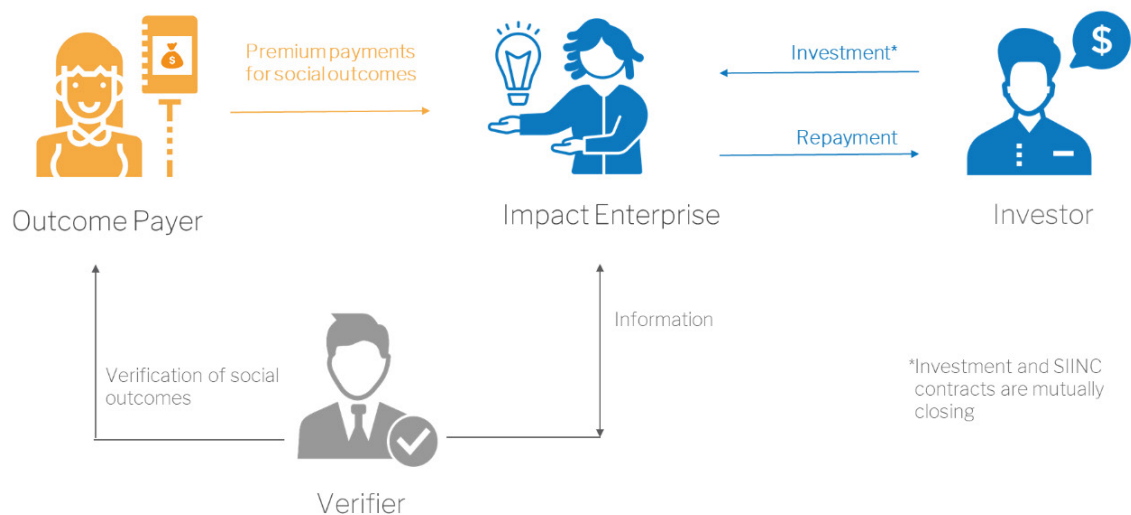 Premium payments
for social outcomes
Investment*
$
$
Repayment
Outcome Payer
Impact Enterprise
Investor
Information
Verification of social
outcomes
*Investment and SIINC
contracts are mutually
closing
Verifier